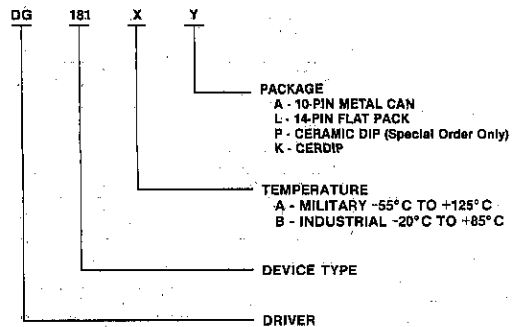 DG 181 X Y
PACKAGE
A - 10-PIN METAL CAN
L - 14-PIN FLAT PACK
P - CERAMIC DIP (Special Order Only)
K - CERDIP
TEMPERATURE
A - MILITARY -55°C TO +125°C
B - INDUSTRIAL -20°C TO +85°C
DEVICE TYPE
DRIVER